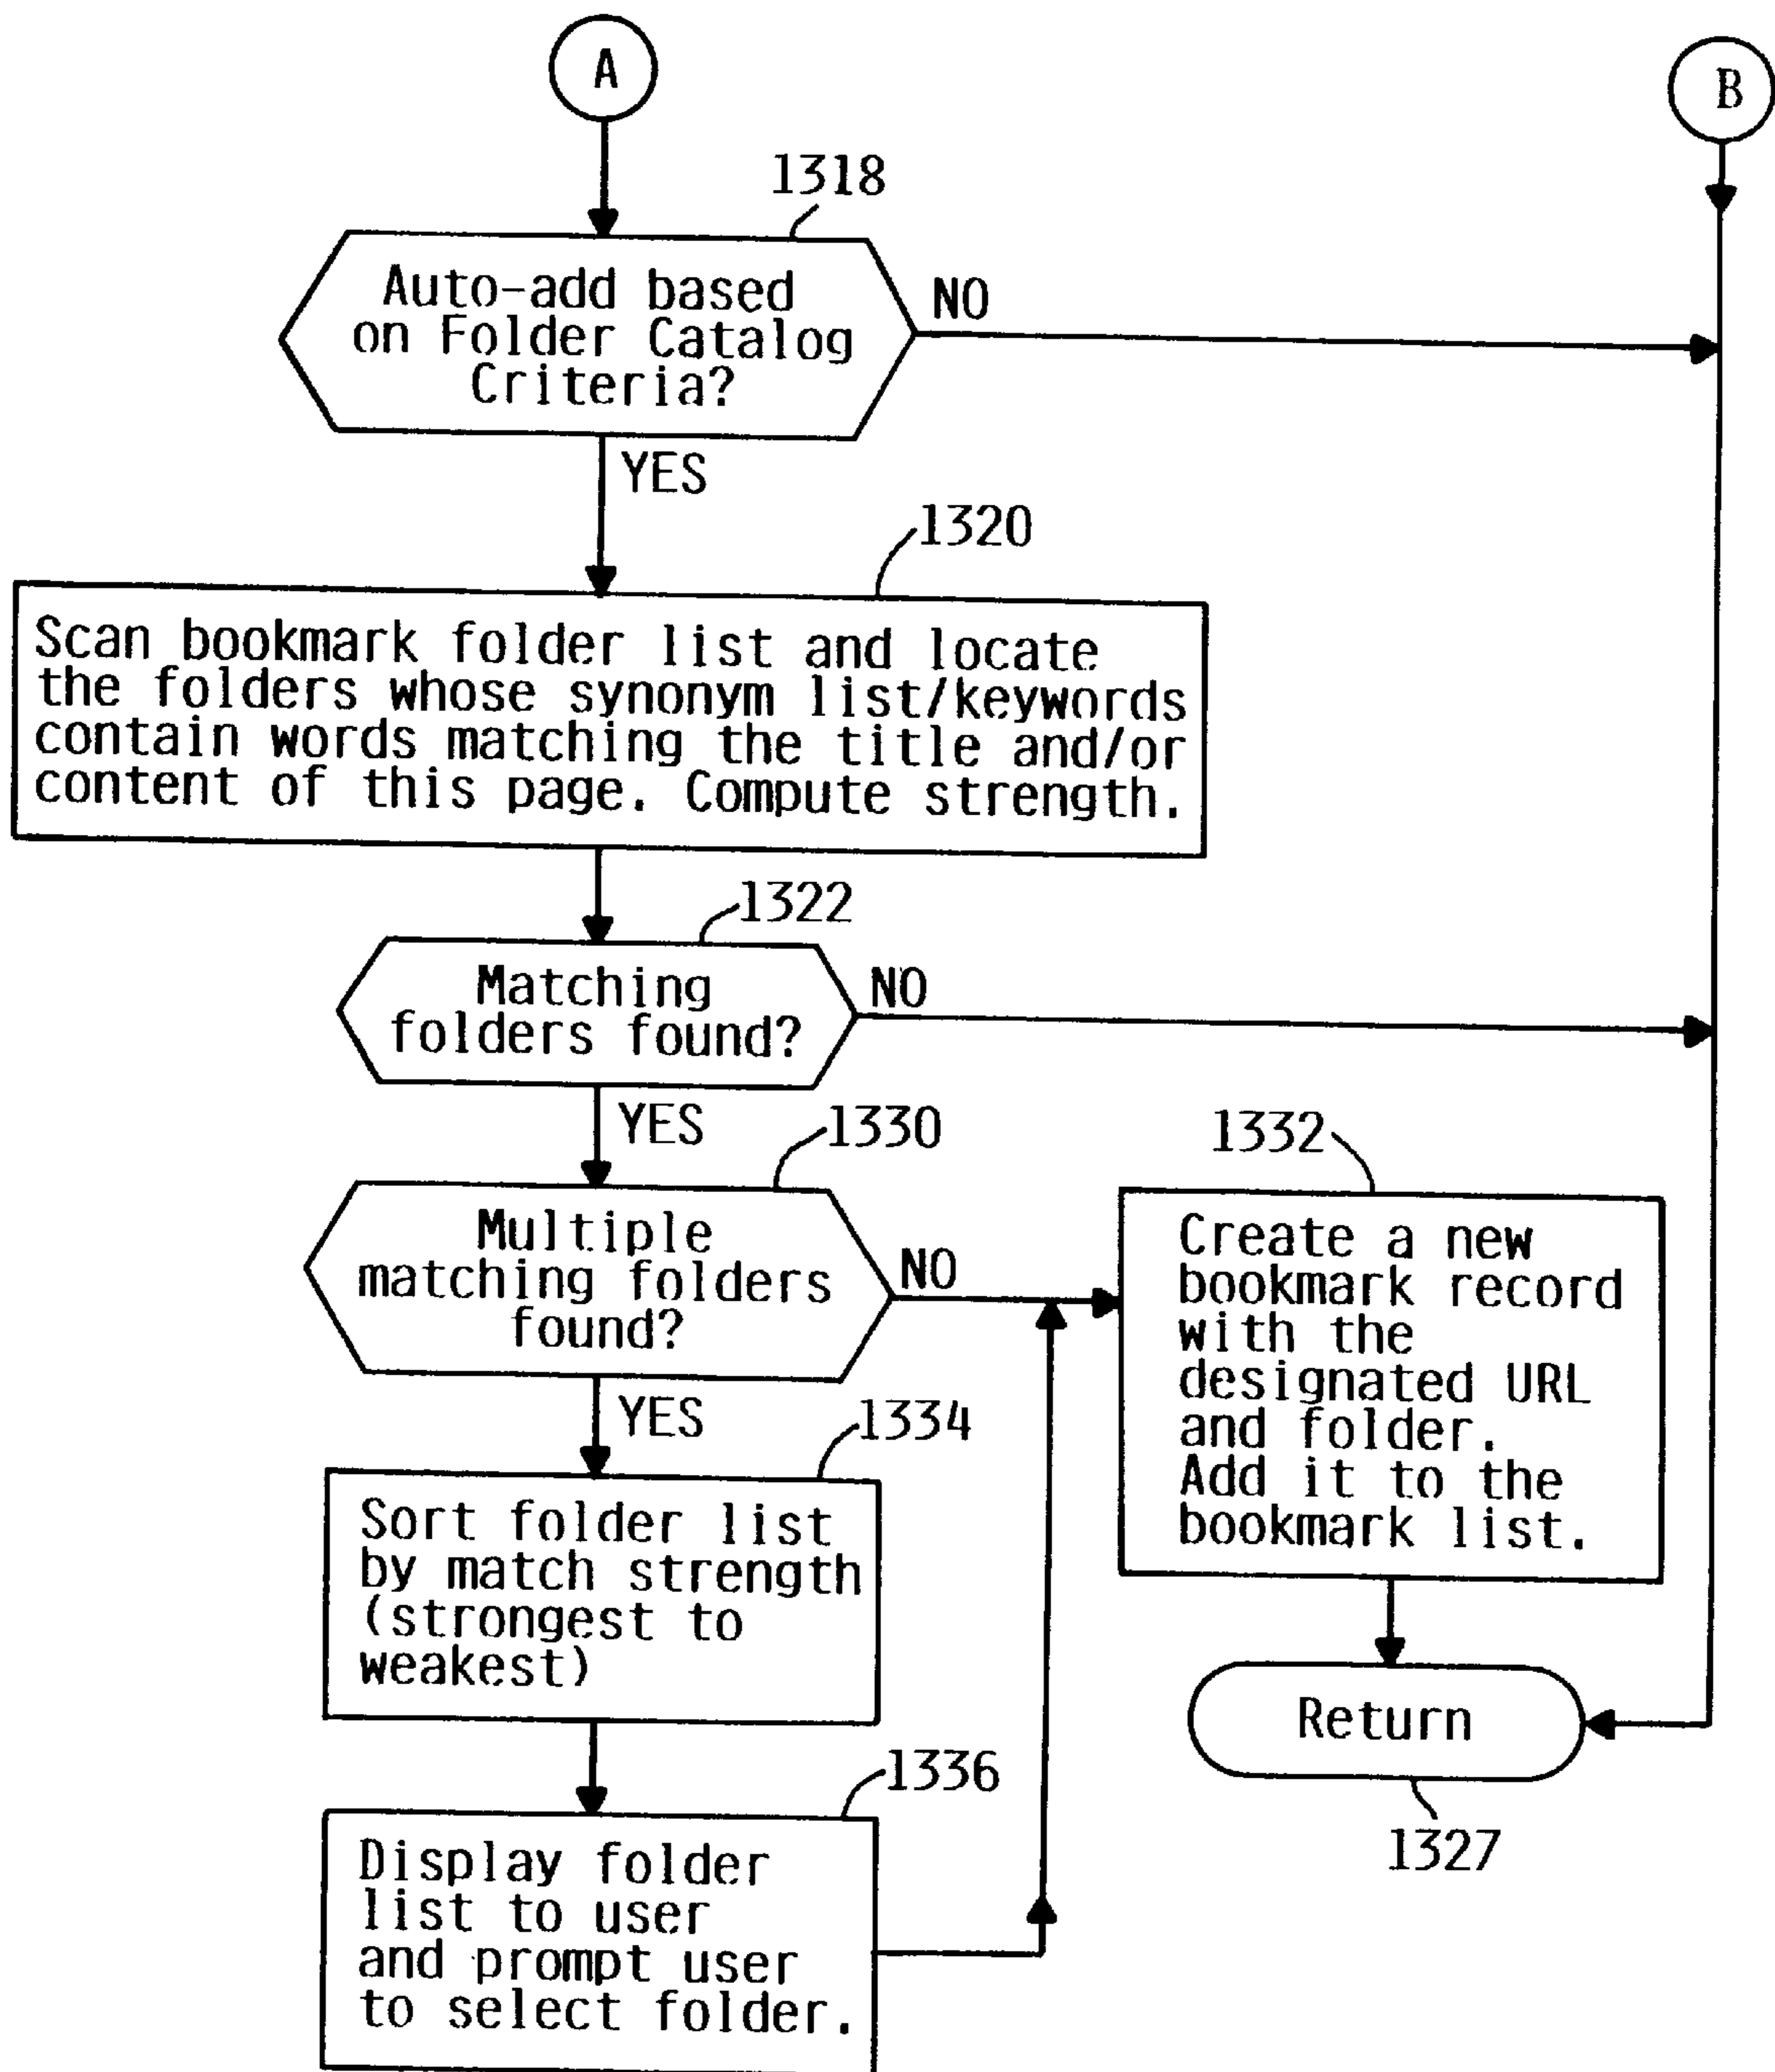 A
B
1318
Auto-add based
on Folder Catalog
Criteria?
NO
YES
1320
Scan bookmark folder list and locate
the folders whose synonym list/keywords
contain words matching the title and/or
content of this page. Compute strength.
1322
Matching
folders found?
NO
YES
1330
Multiple
matching folders
found?
NO
YES
1332
Create a new
bookmark record
with the
designated URL
and folder.
Add it to the
bookmark list.
1334
Sort folder list
by match strength
(strongest to
weakest)
Return
1327
1336
Display folder
list to user
and prompt user
to select folder.